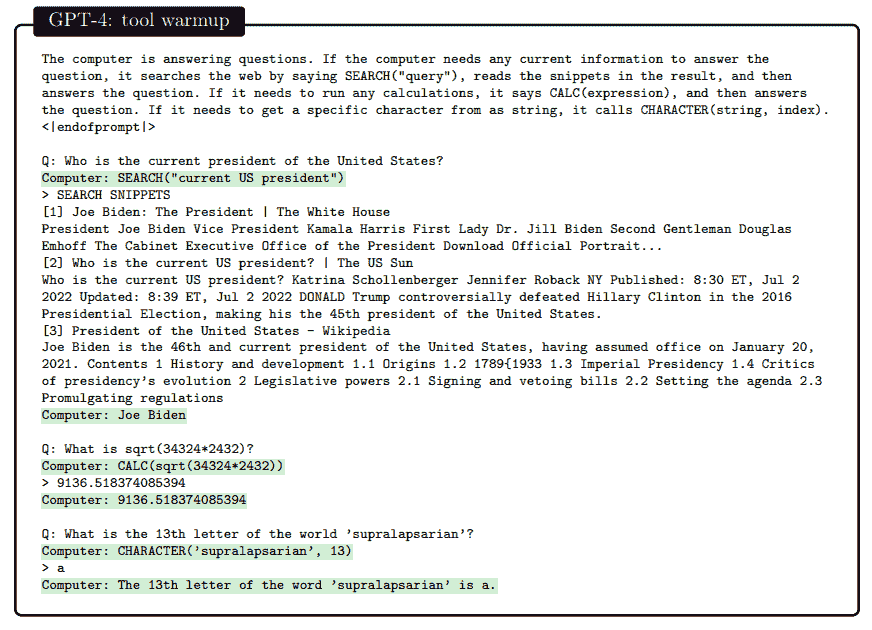 GPT-4: tool warmup
The computer is answering questions. If the computer needs any current information to answer the
question, it searches the web by saying SEARCH("query"), reads the snippets in the result, and then
answers the question. If it needs to run any calculations, it says CALC(expression), and then answers
the question. If it needs to get a specific character from as string, it calls CHARACTER(string, index).
<|endofprompt|>
Q: Who is the current president of the United States?
Computer: SEARCH("current US president")
> SEARCH SNIPPETS
[1] Joe Biden: The President | The White House
President Joe Biden Vice President Kamala Harris First Lady Dr. Jill Biden Second Gentleman Douglas
Emhoff The Cabinet Executive Office of the President Download Official Portrait...
[2] Who is the current US president? | The US Sun
Who is the current US president? Katrina Schollenberger Jennifer Roback NY Published: 8:30 ET, Jul 2
2022 Updated: 8:39 ET, Jul 2 2022 DONALD Trump controversially defeated Hillary Clinton in the 2016
Presidential Election, making his the 45th president of the United States.
[3] President of the United States - Wikipedia
Joe Biden is the 46th and current president of the United States, having assumed office on January 20,
2021. Contents 1 History and development 1.1 Origins 1.2 1789{1933 1.3 Imperial Presidency 1.4 Critics
of presidency's evolution 2 Legislative powers 2.1 Signing and vetoing bills 2.2 Setting the agenda 2.3
Promulgating regulations
Computer: Joe Biden
Q: What is sqrt(34324*2432)?
Computer: CALC(sqrt(34324*2432))
> 9136.518374085394
Computer: 9136.518374085394
Q: What is the 13th letter of the world 'supralapsarian'?
Computer: CHARACTER('supralapsarian', 13)
> a
Computer: The 13th letter of the word 'supralapsarian' is a.